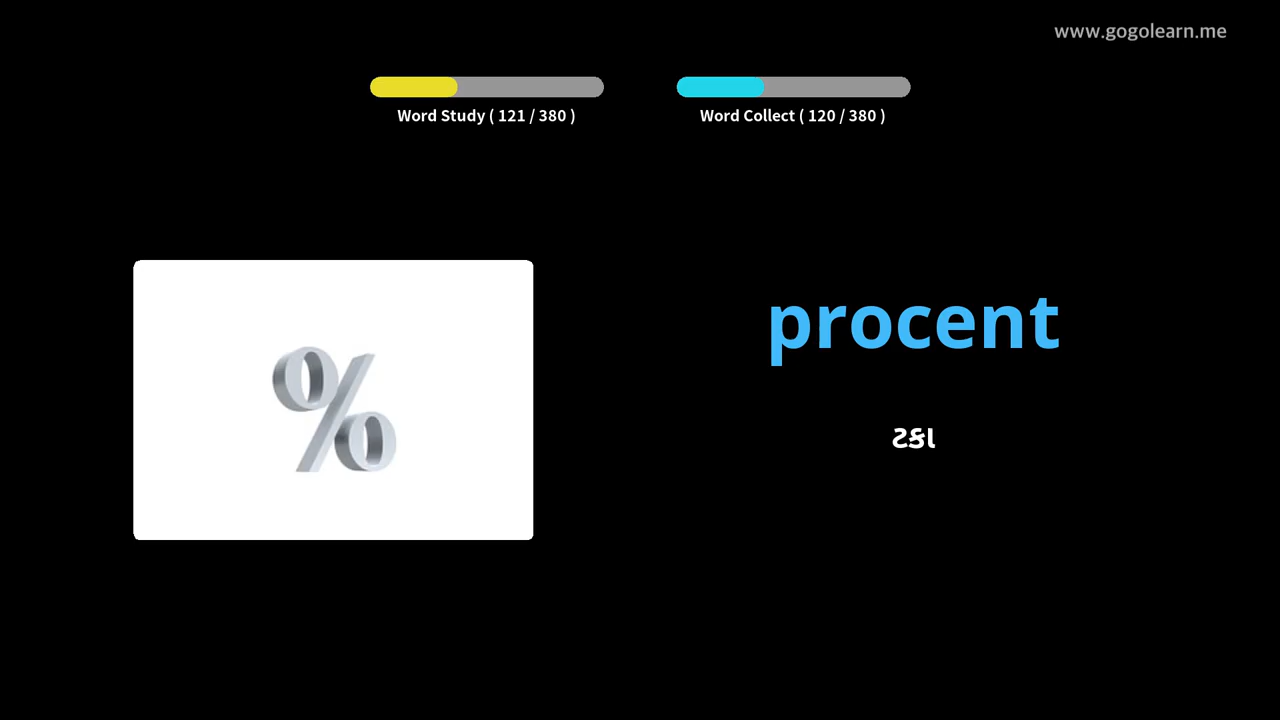 www.gogolearn.me
Word Study ( 121 / 380 )
Word Collect ( 120 / 380 )
%
procent
ટકા